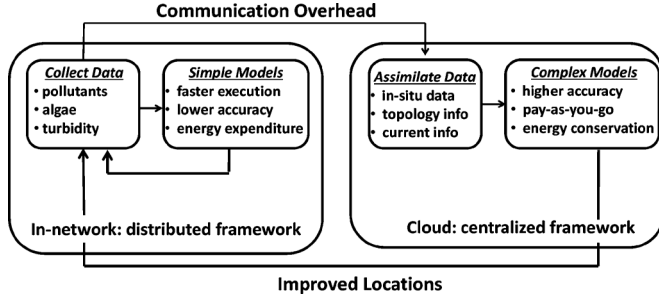 Communication Overhead
Collect Data
• pollutants
• algae
• turbidity
Simple Models
• faster execution
• lower accuracy
• energy expenditure
In-network: distributed framework
Assimilate Data
• in-situ data
• topology info
• current info
Complex Models
• higher accuracy
• pay-as-you-go
• energy conservation
Cloud: centralized framework
Improved Locations